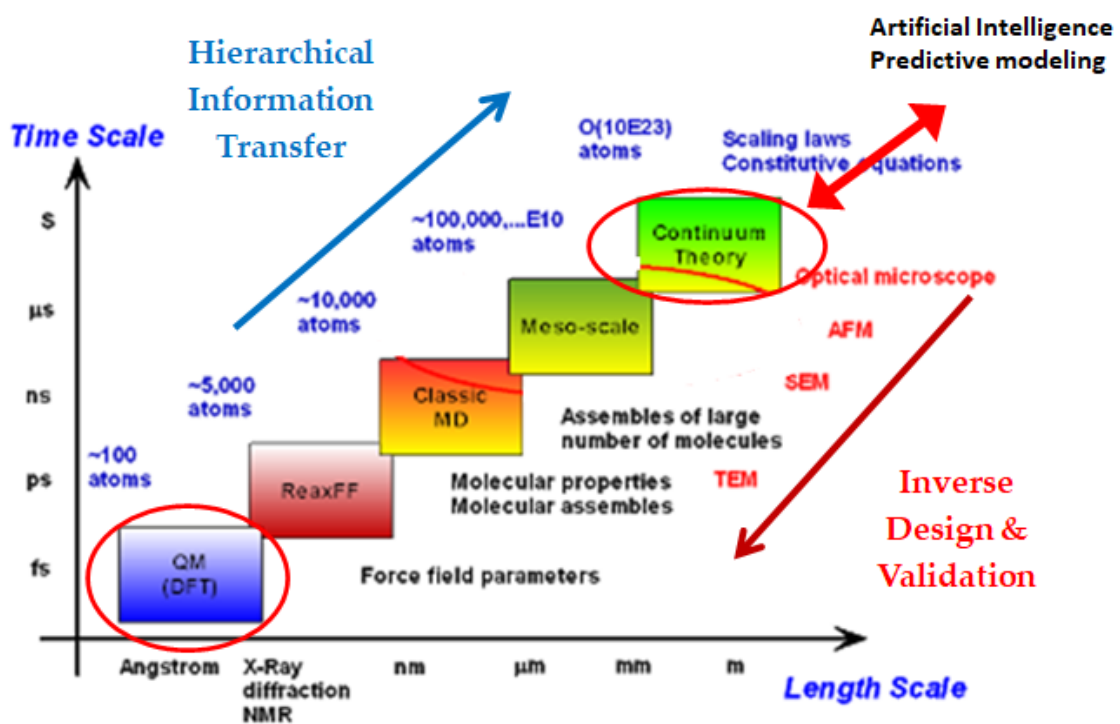 Hierarchical
Information
Transfer
Artificial Intelligence
Predictive modeling
Time Scale
O(10E23)
atoms
Scaling laws
Constitutive equations
S
~100,000,...E10
atoms
Continuum
Theory
Optical microscope
μs
~10,000
atoms
Meso-scale
AFM
ns
~5,000
atoms
Classic
MD
SEM
Assembles of large
number of molecules
~100
atoms
ps
ReaxFF
Molecular properties
Molecular assembles
TEM
Inverse
Design &
Validation
fs
QM
(DFT)
Force field parameters
Angstrom
X-Ray
diffraction
NMR
nm
μm
mm
m
Length Scale